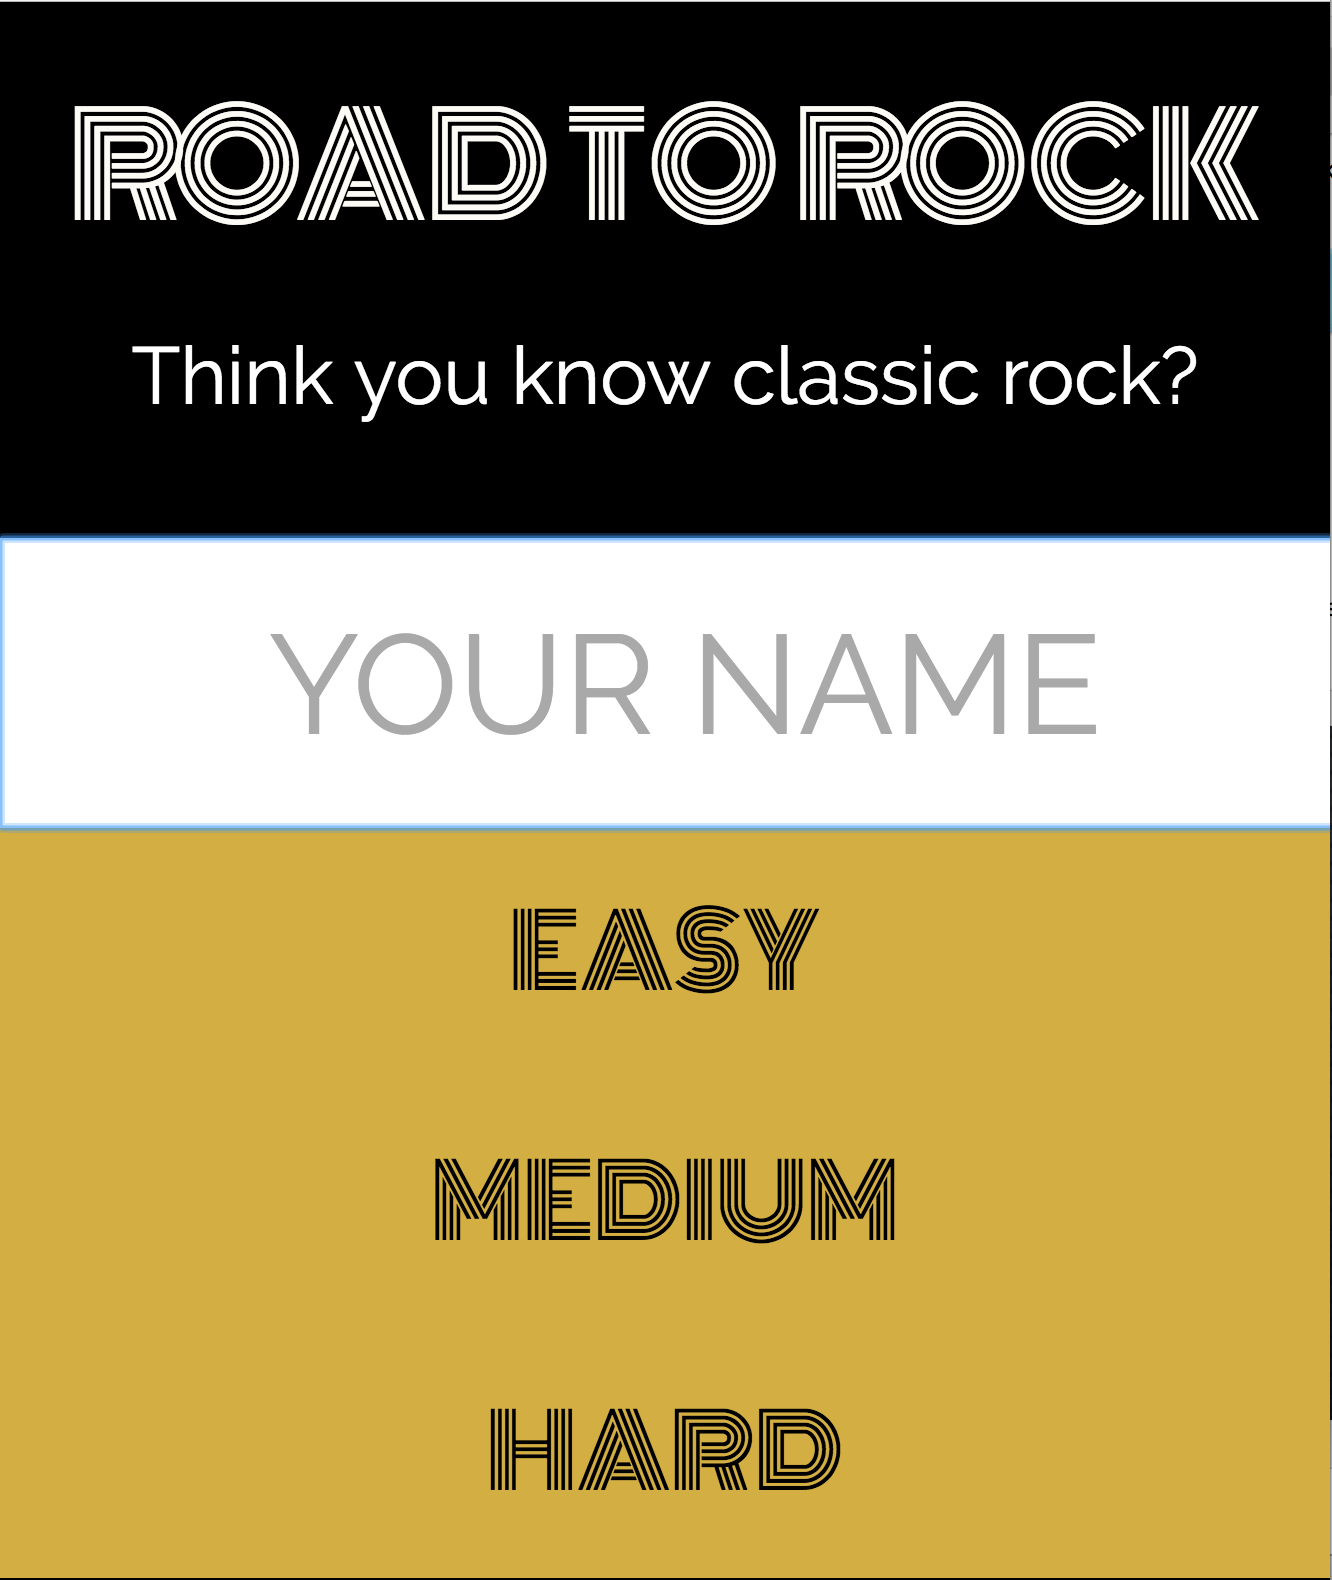 ROAD TO ROCK
Think you know classic rock?
YOUR NAME
EASY
MEDIUM
HARD